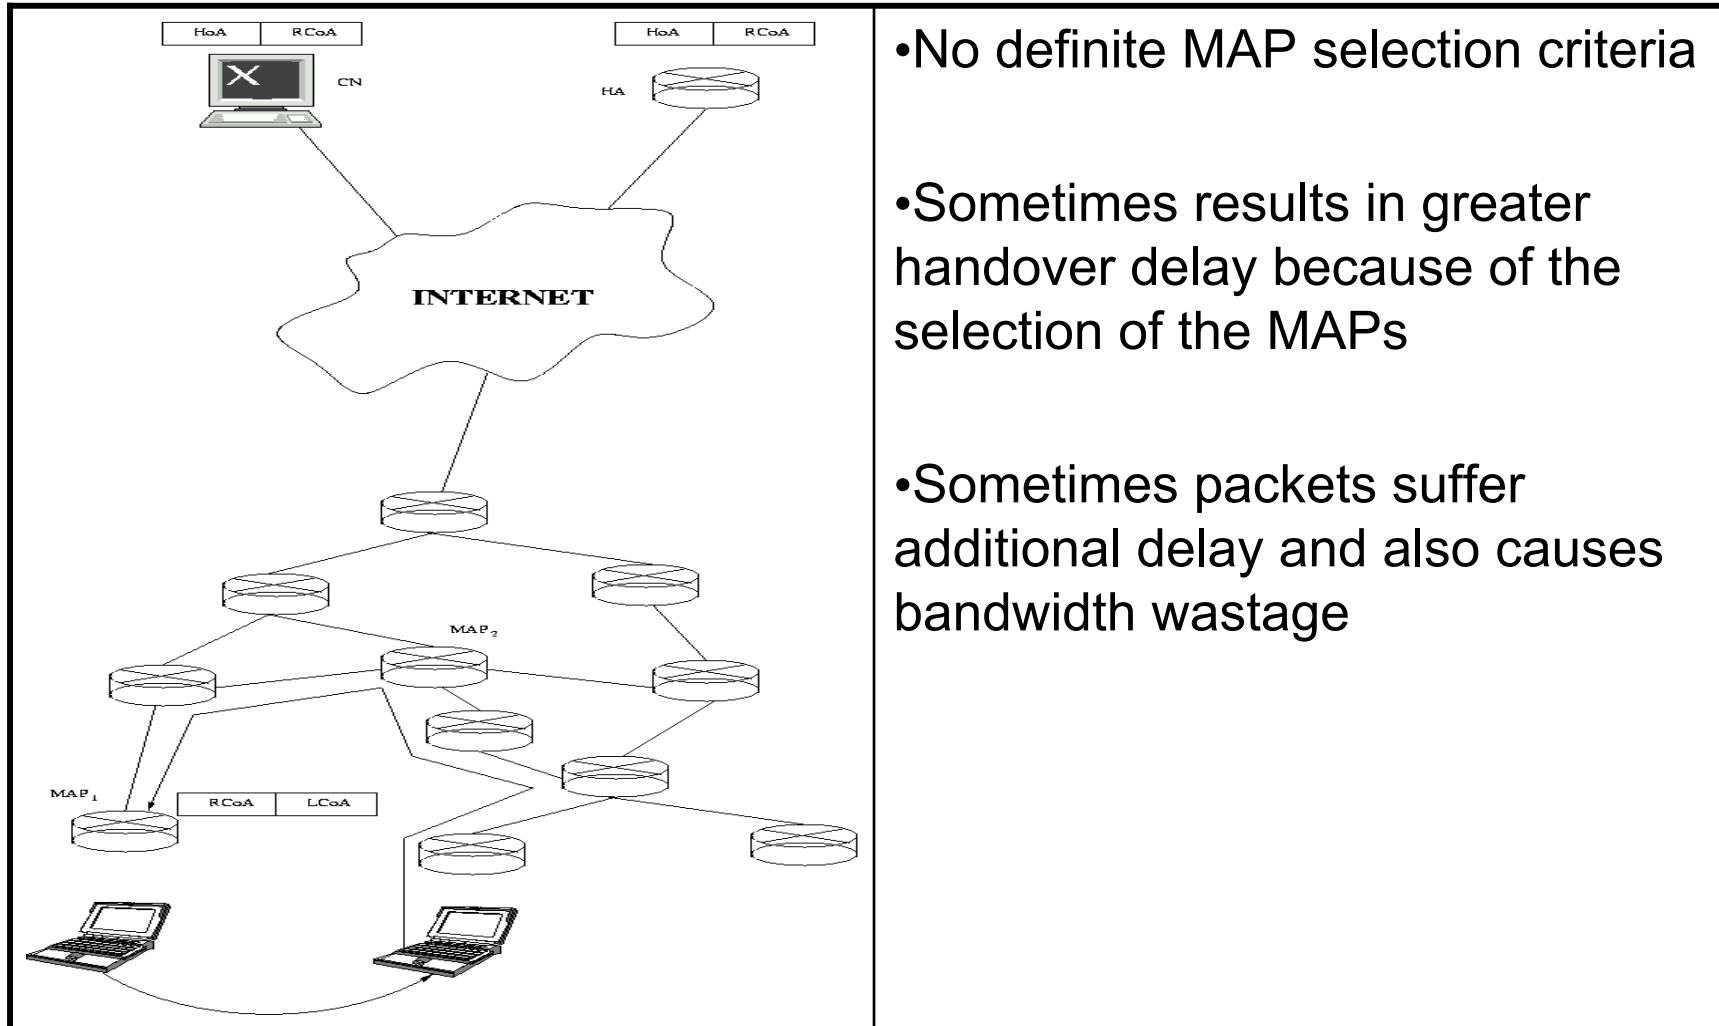 HoA RCoA
HoA RCoA
CN
HA
INTERNET
MAP2
MAP1
RCoA LCoA
•No definite MAP selection criteria
•Sometimes results in greater
handover delay because of the
selection of the MAPs
•Sometimes packets suffer
additional delay and also causes
bandwidth wastage